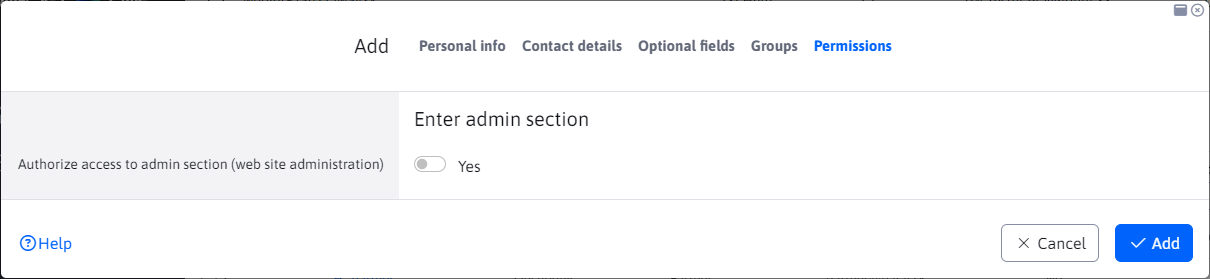 Add Personal info Contact details Optional fields Groups Permissions
Enter admin section
Authorize access to admin section (web site administration) Yes
Help Cancel Add